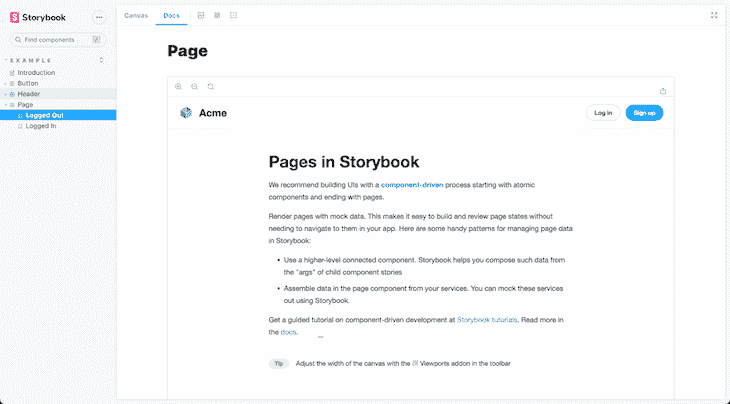 Storybook
Canvas
Docs
Find components
/
EXAMPLE
Introduction
Button
Header
Page
Logged Out
Logged In
Page
Acme
Log in
Sign up
Pages in Storybook
We recommend building UIs with a component-driven process starting with atomic
components and ending with pages.
Render pages with mock data. This makes it easy to build and review page states without
needing to navigate to them in your app. Here are some handy patterns for managing page data
in Storybook:
• Use a higher-level connected component. Storybook helps you compose such data from
the "args" of child component stories
• Assemble data in the page component from your services. You can mock these services
out using Storybook.
Get a guided tutorial on component-driven development at Storybook tutorials. Read more in
the docs.
Tip Adjust the width of the canvas with the Viewports addon in the toolbar